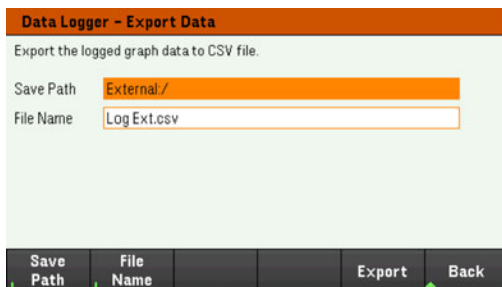 Data Logger - Export Data
Export the logged graph data to CSV file.
Save Path External:/
File Name Log Ext.csv
Save Path
File Name
Export
Back